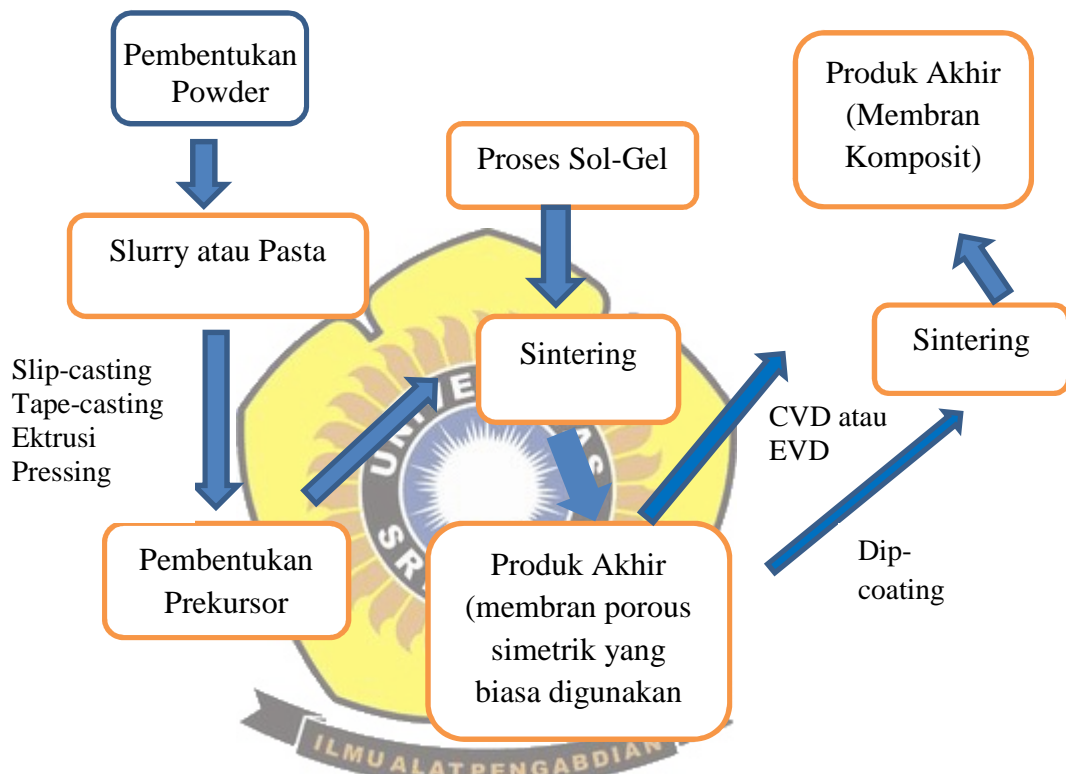 Pembentukan
Powder
Slurry atau Pasta
Slip-casting
Tape-casting
Ektrusi
Pressing
Pembentukan
Prekursor
Proses Sol-Gel
Sintering
Produk Akhir
(membran porous
simetrik yang
biasa digunakan
CVD atau
EVD
Dip-
coating
Sintering
Produk Akhir
(Membran
Komposit)
ILMU ALAT PENGABDIAN